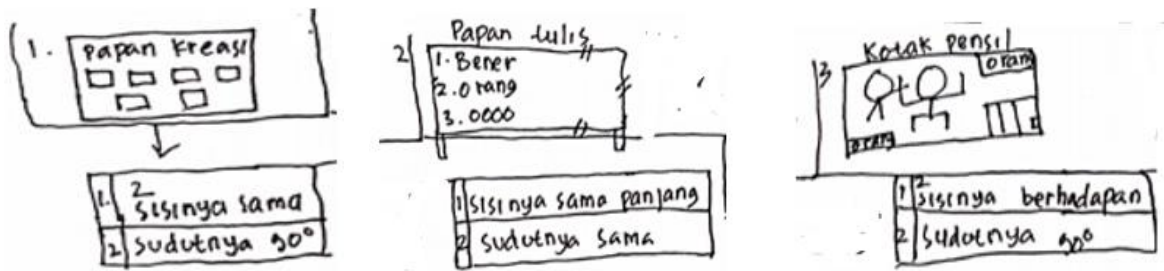 1. Papan kreasi
1. 2 sisinya sama
2 Sudutnya 90°
2 Papan tulis
1. Bener
2. Orang
3. 0000
1 sisinya sama panjang
2 Sudutnya sama
3 Kotak pensil
orang
orang
1 2 sisinya berhadapan
2 Sudutnya 90°